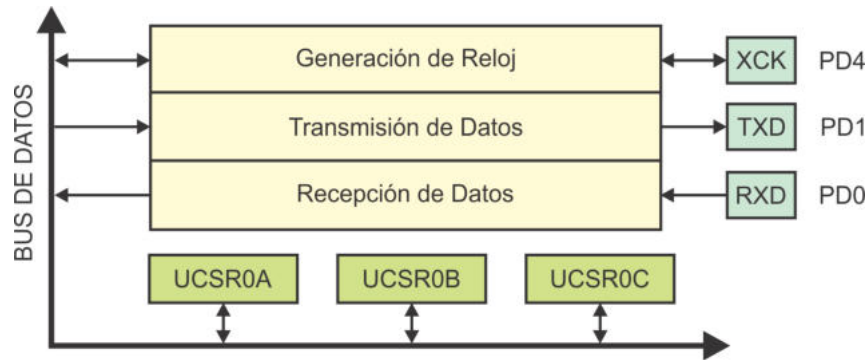 Generación de Reloj
XCK
PD4
Transmisión de Datos
TXD
PD1
Recepción de Datos
RXD
PD0
BUS DE DATOS
UCSR0A
UCSR0B
UCSR0C